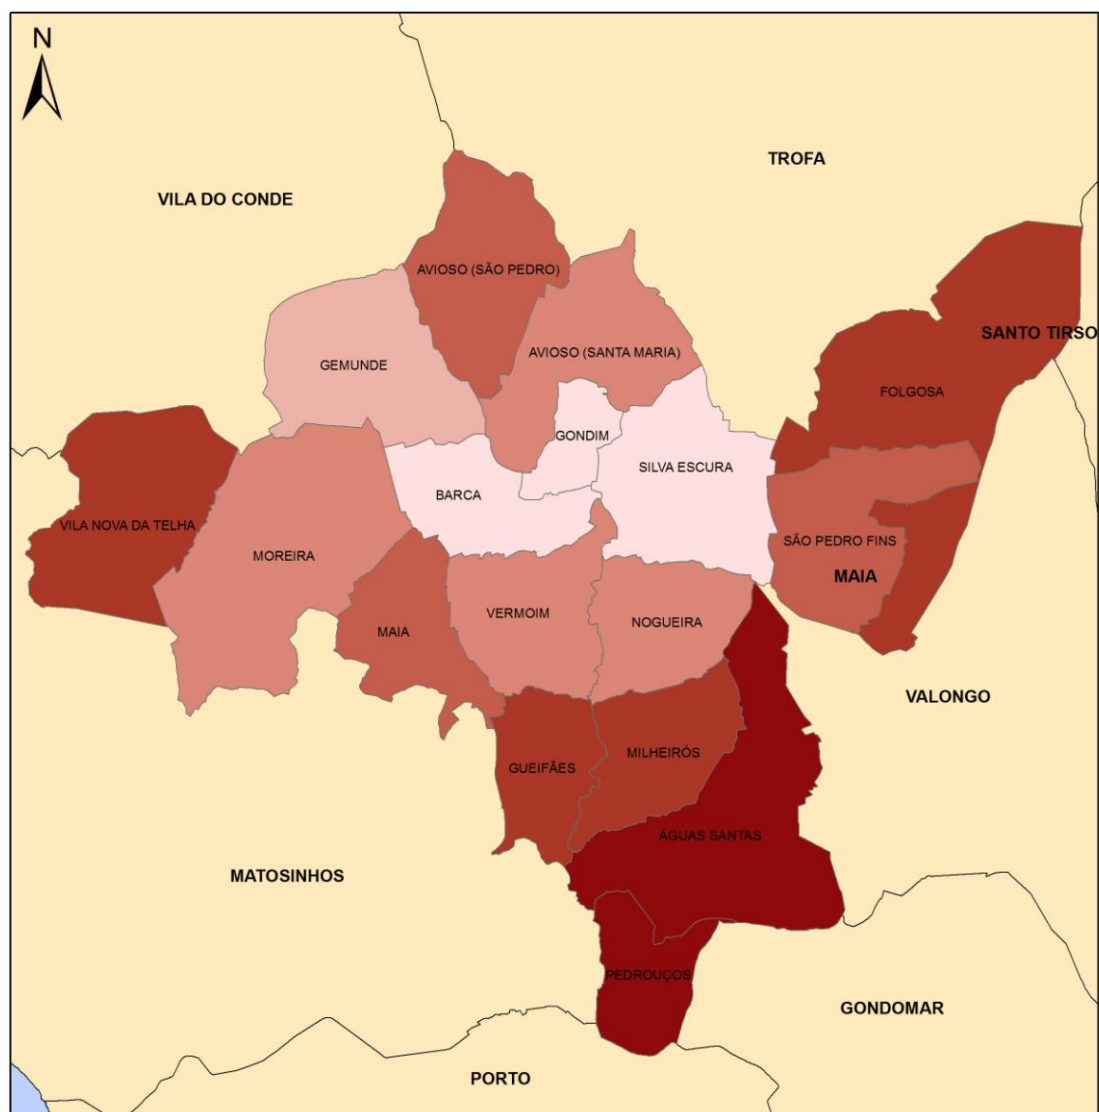 N
TROFA
VILA DO CONDE
AVIOSO (SÃO PEDRO)
SANTO TIRSO
AVIOSO (SANTA MARIA)
GEMUNDE
FOLGOSA
GONDIM
SILVA ESCURA
BARCA
VILA NOVA DA TELHA
SÃO PEDRO FINS
MOREIRA
MAIA
VERMOIM
NOGUEIRA
MAIA
VALONGO
MILHEIRÓS
GUEIFÃES
ÁGUAS SANTAS
MATOSINHOS
PEDROUÇOS
GONDOMAR
PORTO